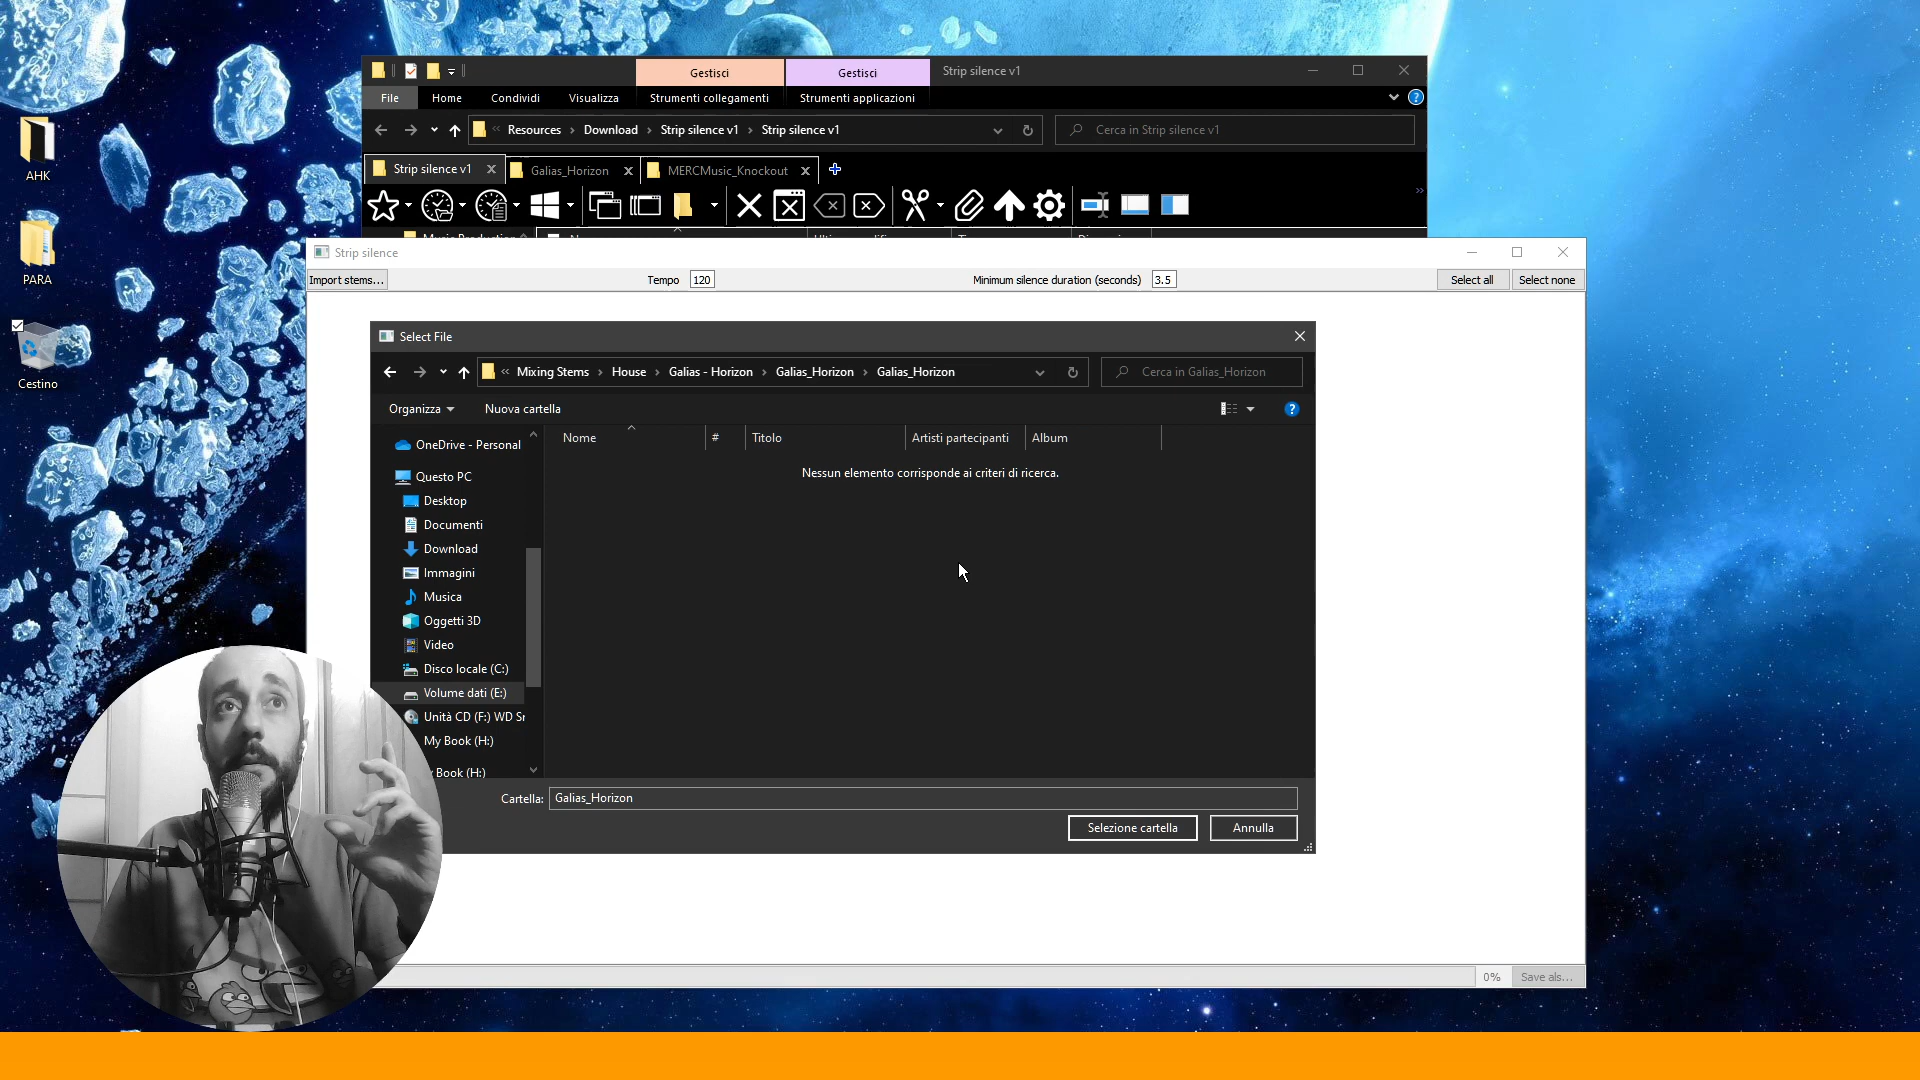 Gestisci
Gestisci
Strip silence v1
File
Home
Condividi
Visualizza
Strumenti collegamenti
Strumenti applicazioni
Resources
Download
Strip silence v1
Strip silence v1
Cerca in Strip silence v1
Strip silence v1
Galias_Horizon
MERCMusic_Knockout
AHK
PARA
Cestino
Strip silence
Import stems...
Tempo
120
Minimum silence duration (seconds)
3.5
Select all
Select none
Select File
Mixing Stems
House
Galias - Horizon
Galias_Horizon
Galias_Horizon
Cerca in Galias_Horizon
Organizza
Nuova cartella
Nome
#
Titolo
Artisti partecipanti
Album
Nessun elemento corrisponde ai criteri di ricerca.
OneDrive - Personal
Questo PC
Desktop
Documenti
Download
Immagini
Musica
Oggetti 3D
Video
Disco locale (C:)
Volume dati (E:)
Unità CD (F:) WD Sr
My Book (H:)
Book (H:)
Cartella:
Galias_Horizon
Selezione cartella
Annulla
0%
Save als...